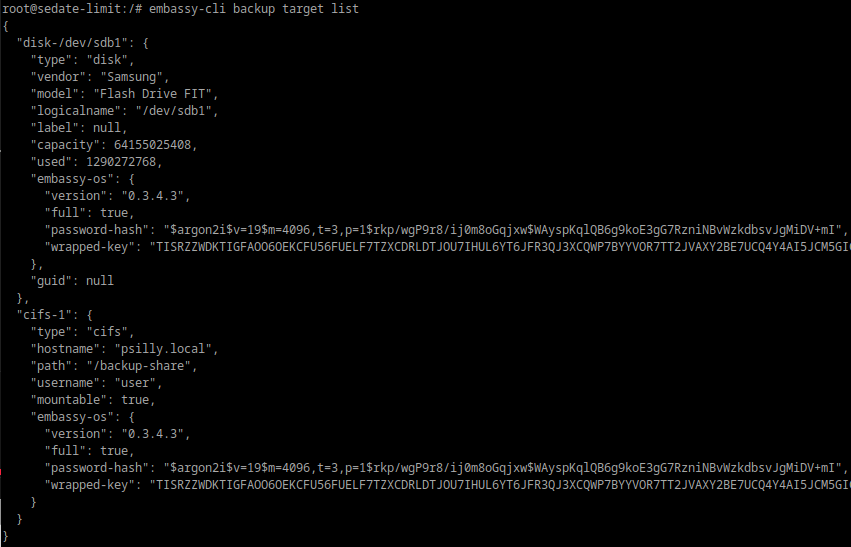 root@sedate-limit:/# embassy-cli backup target list
{
  "disk-/dev/sdb1": {
    "type": "disk",
    "vendor": "Samsung",
    "model": "Flash Drive FIT",
    "logicalname": "/dev/sdb1",
    "label": null,
    "capacity": 64155025408,
    "used": 1290272768,
    "embassy-os": {
      "version": "0.3.4.3",
      "full": true,
      "password-hash": "$argon2i$v=19$m=4096,t=3,p=1$rkp/wgP9r8/ij0m8oGqjxw$WAyspKqlQB6g9koE3gG7RzniNBvWzkdbsvJgMiDV+mI",
      "wrapped-key": "TISRZZWDKTIGFAOO6OEKCFU56FUELF7TZXCDRLDTJOU7IHUL6YT6JFR3QJ3XCQWP7BYYVOR7TT2JVAXY2BE7UCQ4Y4AI5JCM5GI
    },
    "guid": null
  },
  "cifs-1": {
    "type": "cifs",
    "hostname": "psilly.local",
    "path": "/backup-share",
    "username": "user",
    "mountable": true,
    "embassy-os": {
      "version": "0.3.4.3",
      "full": true,
      "password-hash": "$argon2i$v=19$m=4096,t=3,p=1$rkp/wgP9r8/ij0m8oGqjxw$WAyspKqlQB6g9koE3gG7RzniNBvWzkdbsvJgMiDV+mI",
      "wrapped-key": "TISRZZWDKTIGFAOO6OEKCFU56FUELF7TZXCDRLDTJOU7IHUL6YT6JFR3QJ3XCQWP7BYYVOR7TT2JVAXY2BE7UCQ4Y4AI5JCM5GI
    }
  }
}